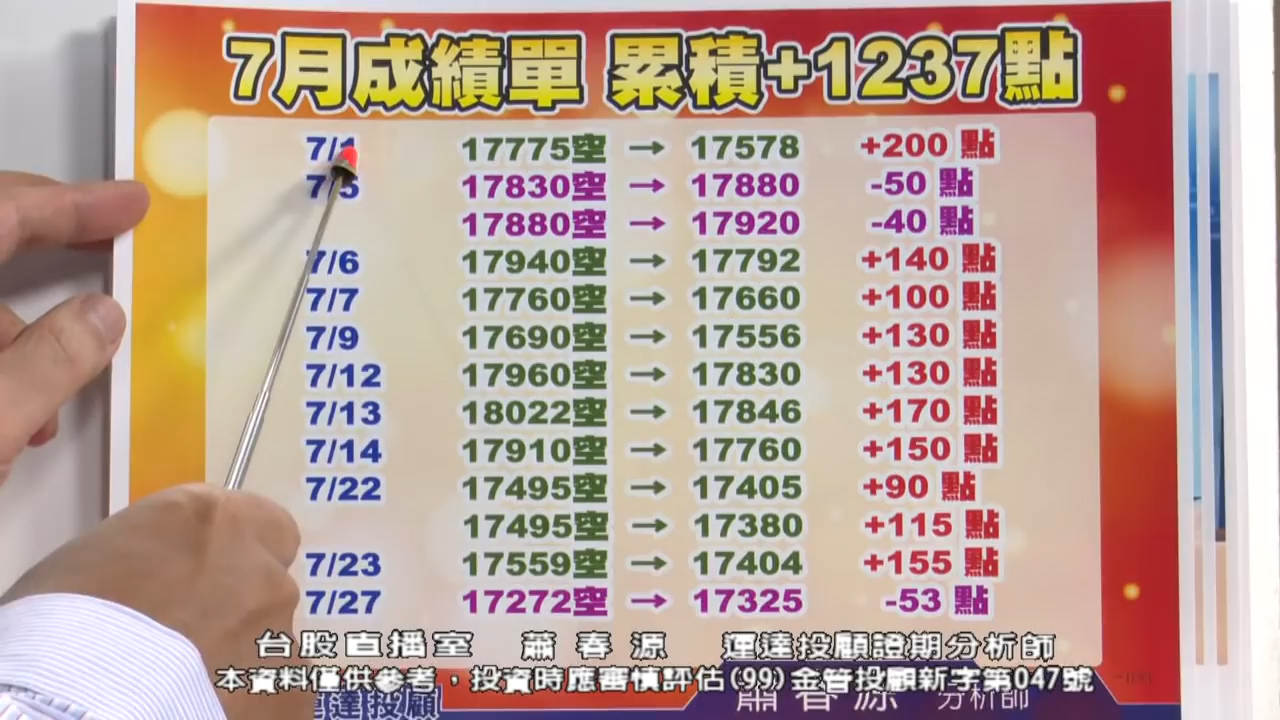 7月成績單 累積+1237點
7/1 17775空 → 17578 +200 點
7/5 17830空 → 17880 -50 點
17880空 → 17920 -40 點
7/6 17940空 → 17792 +140 點
7/7 17760空 → 17660 +100 點
7/9 17690空 → 17556 +130 點
7/12 17960空 → 17830 +130 點
7/13 18022空 → 17846 +170 點
7/14 17910空 → 17760 +150 點
7/22 17495空 → 17405 +90 點
17495空 → 17380 +115 點
7/23 17559空 → 17404 +155 點
7/27 17272空 → 17325 -53 點
台股直播室 蕭春源 運達投顧證期分析師
本資料僅供參考，投資時應審慎評估(99)金管投顧新字第047號
運達投顧 蕭春源 分析師